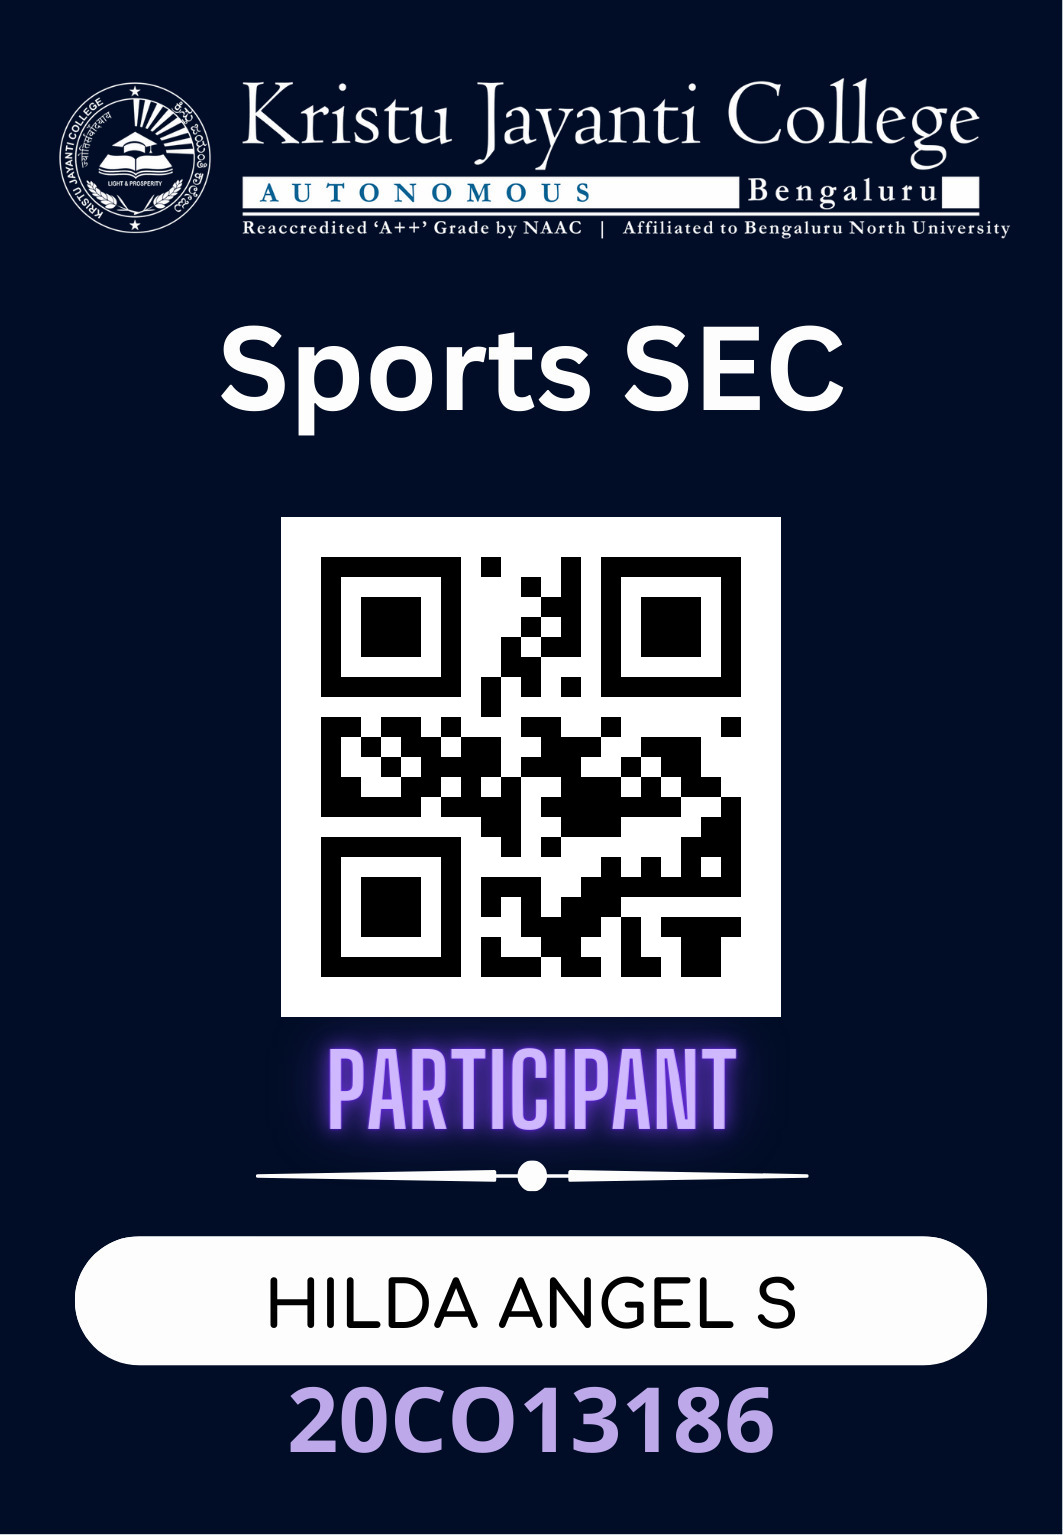 KRISTU JAYANTI COLLEGE
ಕ್ರಿಸ್ತು ಜಯಂತಿ ಕಾಲೇಜು
LIGHT & PROSPERITY
Kristu Jayanti College
AUTONOMOUS Bengaluru
Reaccredited ‘A++’ Grade by NAAC | Affiliated to Bengaluru North University
Sports SEC
PARTICIPANT
HILDA ANGEL S
20CO13186